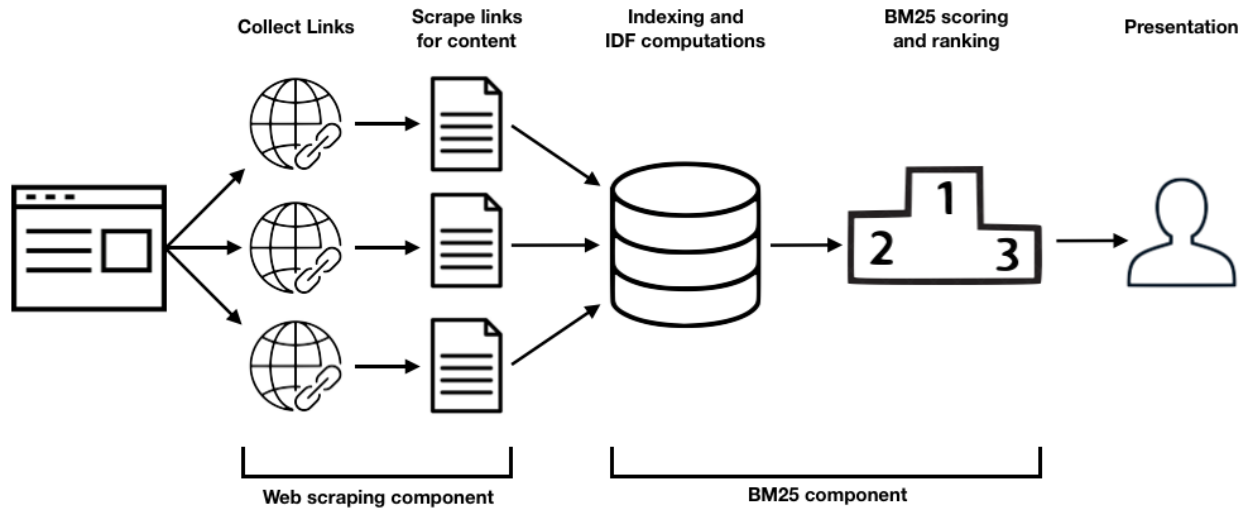 Collect Links
Scrape links
for content
Indexing and
IDF computations
BM25 scoring
and ranking
Presentation
1
2
3
Web scraping component
BM25 component